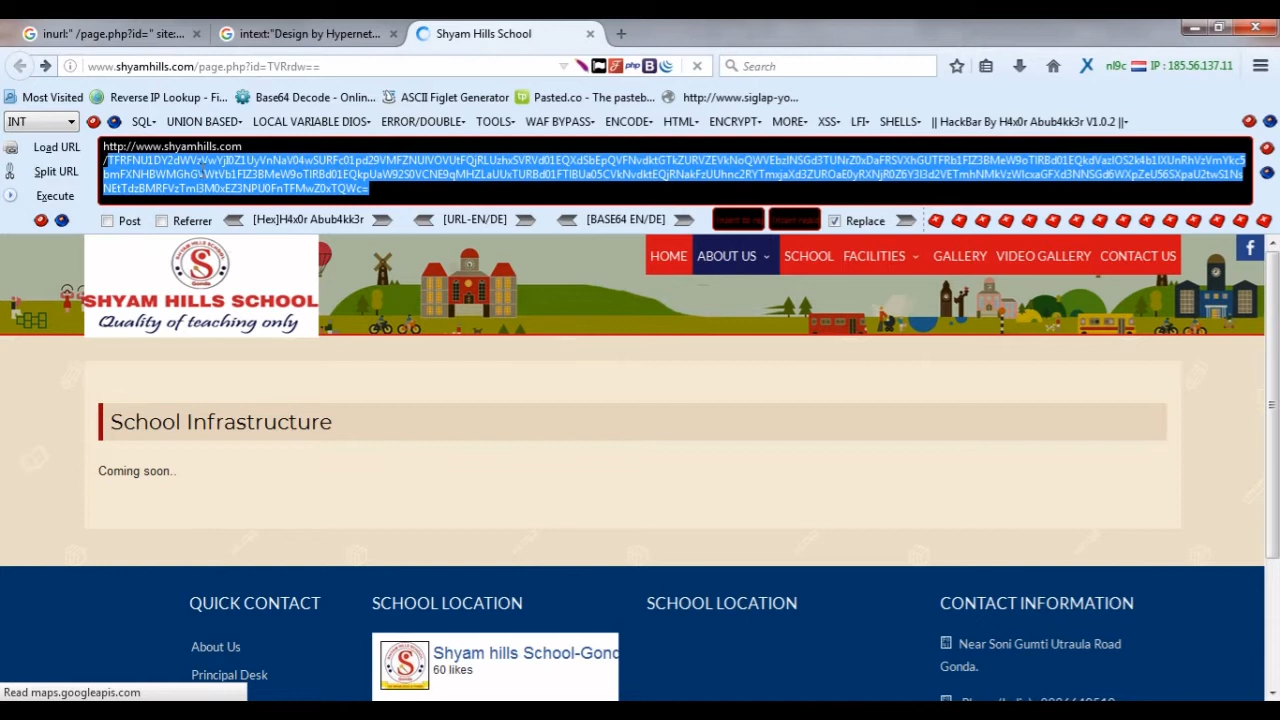 inurl:" /page.php?id=" site:...
intext:"Design by Hypernet...
Shyam Hills School
www.shyamhills.com/page.php?id=TVRrdw==
php
B
Search
nl9c
IP : 185.56.137.11
Most Visited
Reverse IP Lookup - Fi...
Base64 Decode - Onlin...
ASCII Figlet Generator
Pasted.co - The pasteb...
http://www.siglap-yo...
INT
SQL-
UNION BASED-
LOCAL VARIABLE DIOS-
ERROR/DOUBLE-
TOOLS-
WAF BYPASS-
ENCODE-
HTML-
ENCRYPT-
MORE-
XSS-
LFI-
SHELLS-
|| HackBar By H4x0r Abub4kk3r V1.0.2 ||-
Load URL
http://www.shyamhills.com
Split URL
Execute
Post
Referrer
[Hex]H4x0r Abub4kk3r
[URL-EN/DE]
[BASE64 EN/DE]
Replace
S
Gonda
SHYAM HILLS SCHOOL
Quality of teaching only
HOME
ABOUT US
SCHOOL
FACILITIES
GALLERY
VIDEO GALLERY
CONTACT US
f
School Infrastructure
Coming soon..
QUICK CONTACT
About Us
Principal Desk
SCHOOL LOCATION
Shyam hills School-Gond
60 likes
SCHOOL LOCATION
CONTACT INFORMATION
Near Soni Gumti Utraula Road
Gonda.
Read maps.googleapis.com